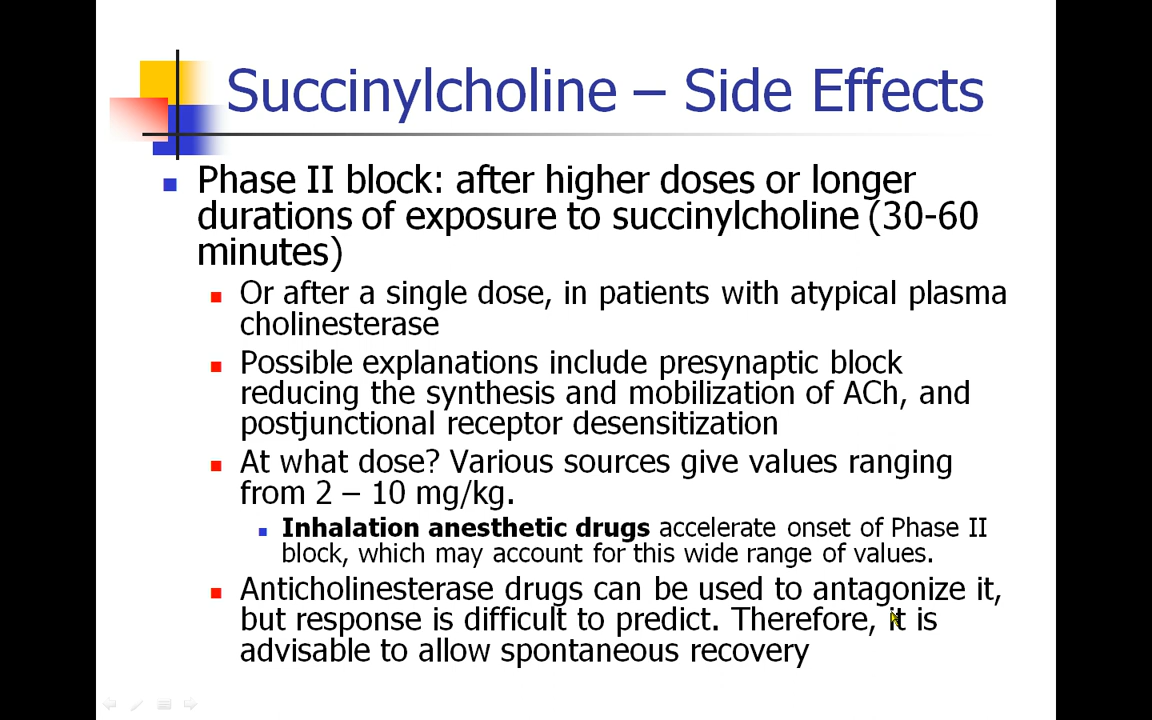 Succinylcholine – Side Effects
Phase II block: after higher doses or longer
durations of exposure to succinylcholine (30-60
minutes)
Or after a single dose, in patients with atypical plasma
cholinesterase
Possible explanations include presynaptic block
reducing the synthesis and mobilization of ACh, and
postjunctional receptor desensitization
At what dose? Various sources give values ranging
from 2 – 10 mg/kg.
Inhalation anesthetic drugs accelerate onset of Phase II
block, which may account for this wide range of values.
Anticholinesterase drugs can be used to antagonize it,
but response is difficult to predict. Therefore, it is
advisable to allow spontaneous recovery